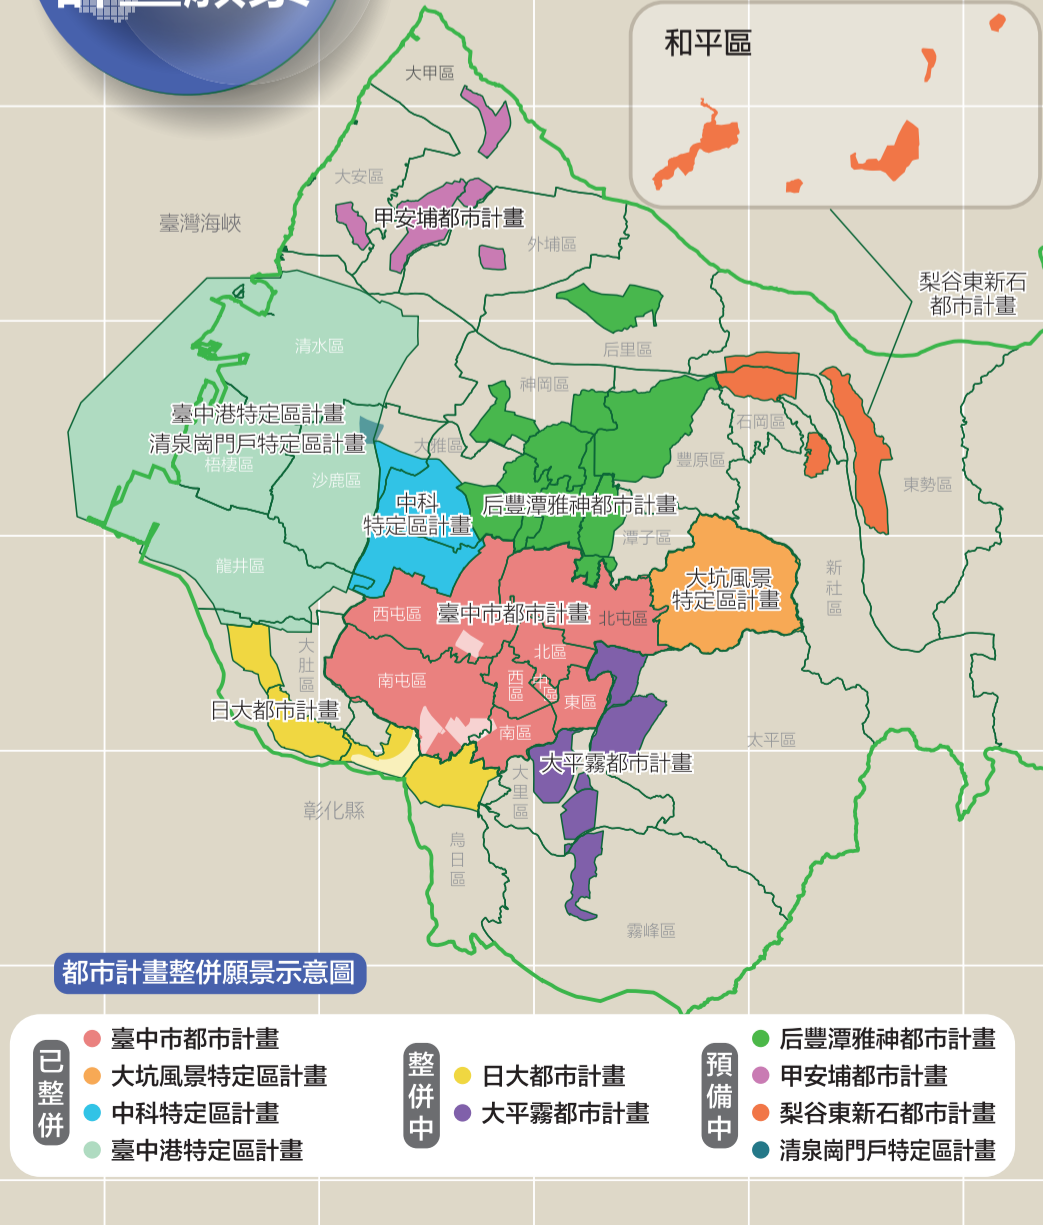 和平區
大甲區
大安區
臺灣海峽
甲安埔都市計畫
外埔區
梨谷東新石
都市計畫
清水區
后里區
神岡區
臺中港特定區計畫
清泉崗門戶特定區計畫
石岡區
大雅區
梧棲區
沙鹿區
豐原區
東勢區
中科
特定區計畫
后豐潭雅神都市計畫
潭子區
龍井區
大坑風景
特定區計畫
新社區
西屯區
臺中市都市計畫
北屯區
大肚區
北區
南屯區
西區
中區
東區
日大都市計畫
南區
太平區
大平霧都市計畫
大里區
彰化縣
烏日區
霧峰區
都市計畫整併願景示意圖
已整併
臺中市都市計畫
大坑風景特定區計畫
中科特定區計畫
臺中港特定區計畫
整併中
日大都市計畫
大平霧都市計畫
預備中
后豐潭雅神都市計畫
甲安埔都市計畫
梨谷東新石都市計畫
清泉崗門戶特定區計畫